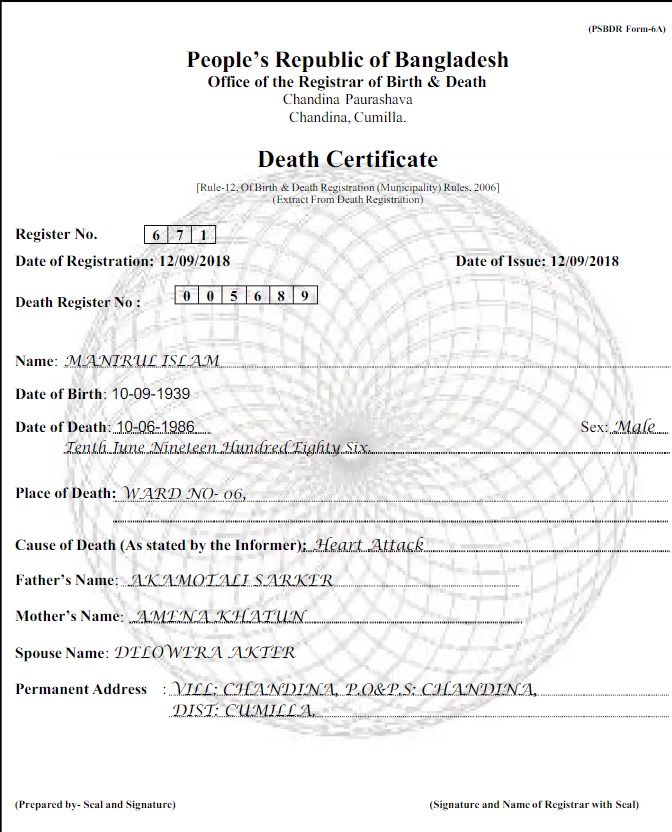 (PSBDR Form-6A)
People's Republic of Bangladesh
Office of the Registrar of Birth & Death
Chandina Paurashava
Chandina, Cumilla.
Death Certificate
[Rule-12, Of Birth & Death Registration (Municipality) Rules, 2006]
(Extract From Death Registration)
Register No. 6 7 1
Date of Registration: 12/09/2018 Date of Issue: 12/09/2018
Death Register No : 0 0 5 6 8 9
Name: MANIRUL ISLAM
Date of Birth: 10-09-1939
Date of Death: 10-06-1986 Sex: Male
Tenth June Nineteen Hundred Eighty Six.
Place of Death: WARD NO- 06,
Cause of Death (As stated by the Informer): Heart Attack
Father's Name: AKAMOTALI SARKER
Mother's Name: AMENA KHATUN
Spouse Name: DELOWERA AKTER
Permanent Address : VILL: CHANDINA, P.O&P.S: CHANDINA,
DIST: CUMILLA.
(Prepared by- Seal and Signature) (Signature and Name of Registrar with Seal)